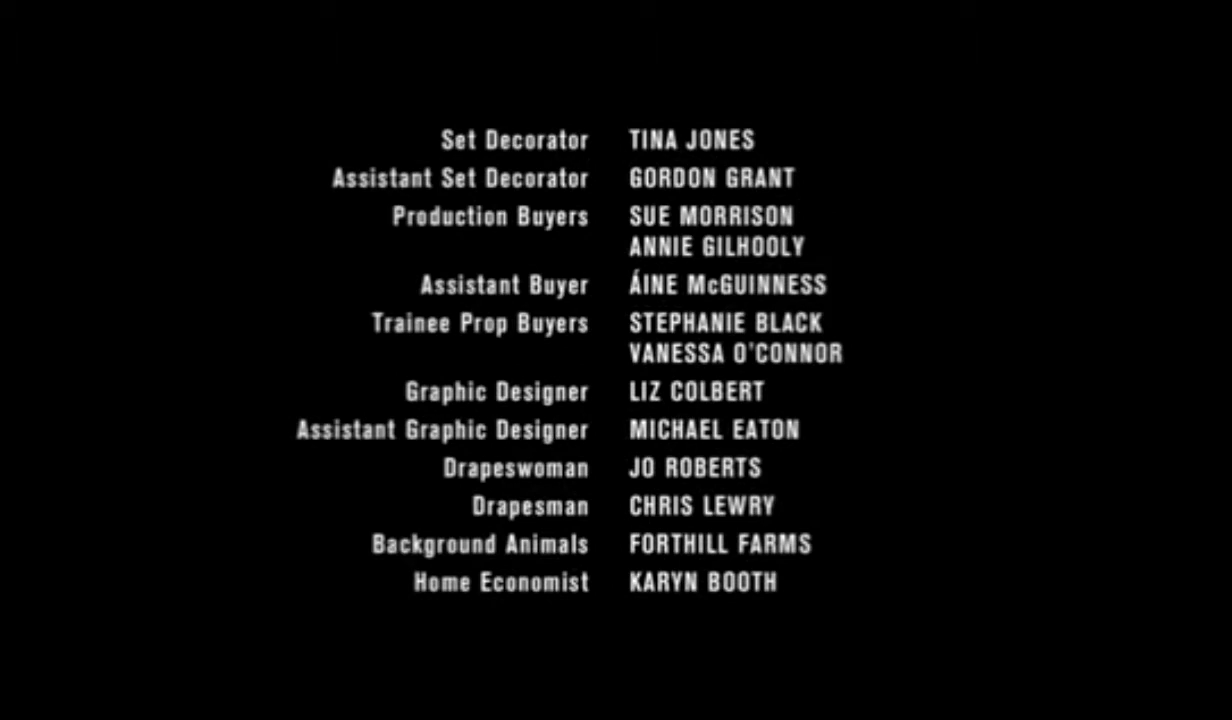 Set Decorator TINA JONES
Assistant Set Decorator GORDON GRANT
Production Buyers SUE MORRISON
ANNIE GILHOOLY
Assistant Buyer ÁINE McGUINNESS
Trainee Prop Buyers STEPHANIE BLACK
VANESSA O'CONNOR
Graphic Designer LIZ COLBERT
Assistant Graphic Designer MICHAEL EATON
Drapeswoman JO ROBERTS
Drapesman CHRIS LEWRY
Background Animals FORTHILL FARMS
Home Economist KARYN BOOTH